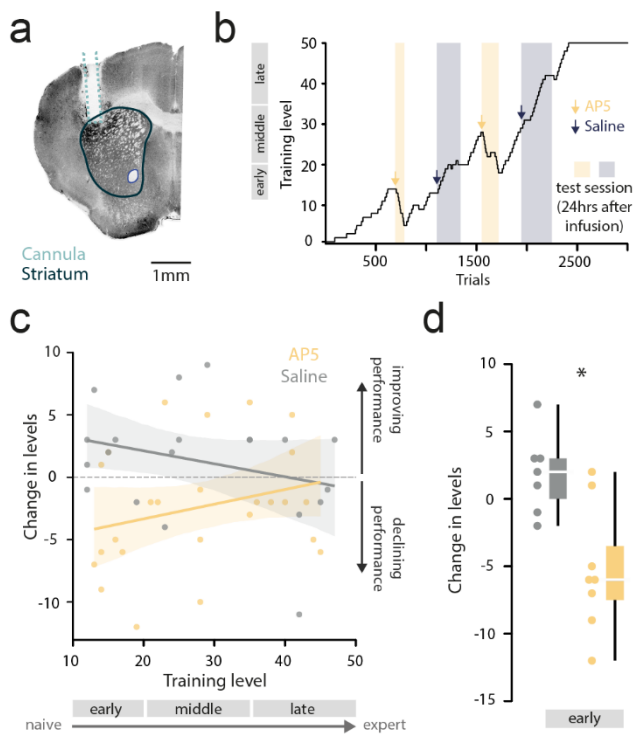 a
Cannula
Striatum
1mm
b
Training level
early
middle
late
50
40
30
20
10
0
500
1500
2500
Trials
AP5
Saline
test session
(24hrs after
infusion)
c
AP5
Saline
Change in levels
10
5
0
-5
-10
improving
performance
declining
performance
10
20
30
40
50
Training level
early
middle
late
naive
expert
d
*
Change in levels
10
5
0
-5
-10
-15
early